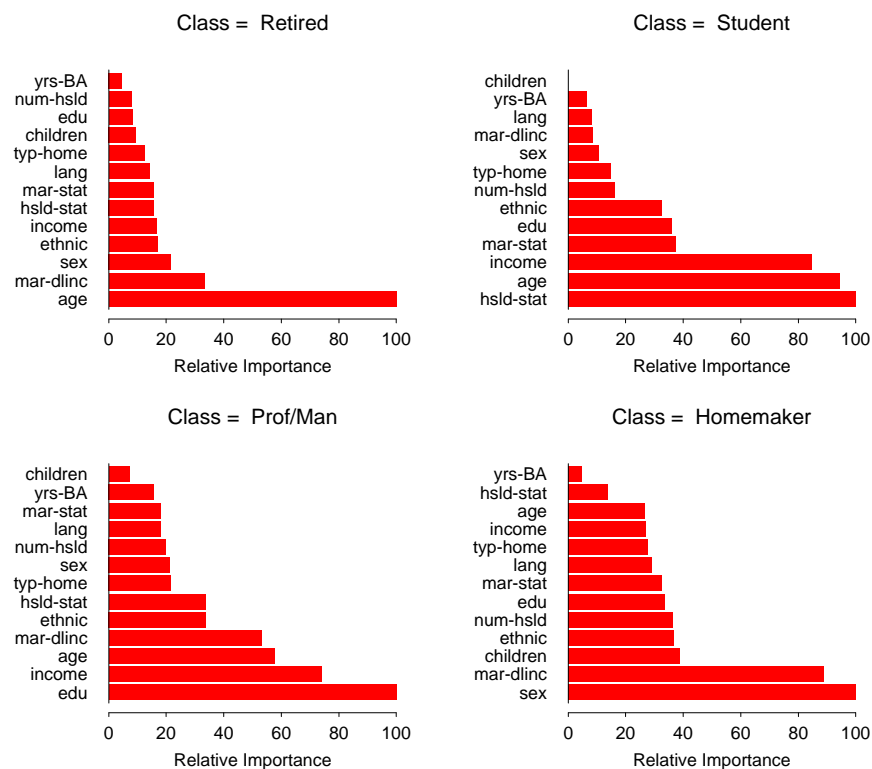 Class =  Retired
yrs-BA
num-hsld
edu
children
typ-home
lang
mar-stat
hsld-stat
income
ethnic
sex
mar-dlinc
age
0 20 40 60 80 100
Relative Importance
Class =  Student
children
yrs-BA
lang
mar-dlinc
sex
typ-home
num-hsld
ethnic
edu
mar-stat
income
age
hsld-stat
0 20 40 60 80 100
Relative Importance
Class =  Prof/Man
children
yrs-BA
mar-stat
lang
num-hsld
sex
typ-home
hsld-stat
ethnic
mar-dlinc
age
income
edu
0 20 40 60 80 100
Relative Importance
Class =  Homemaker
yrs-BA
hsld-stat
age
income
typ-home
lang
mar-stat
edu
num-hsld
ethnic
children
mar-dlinc
sex
0 20 40 60 80 100
Relative Importance